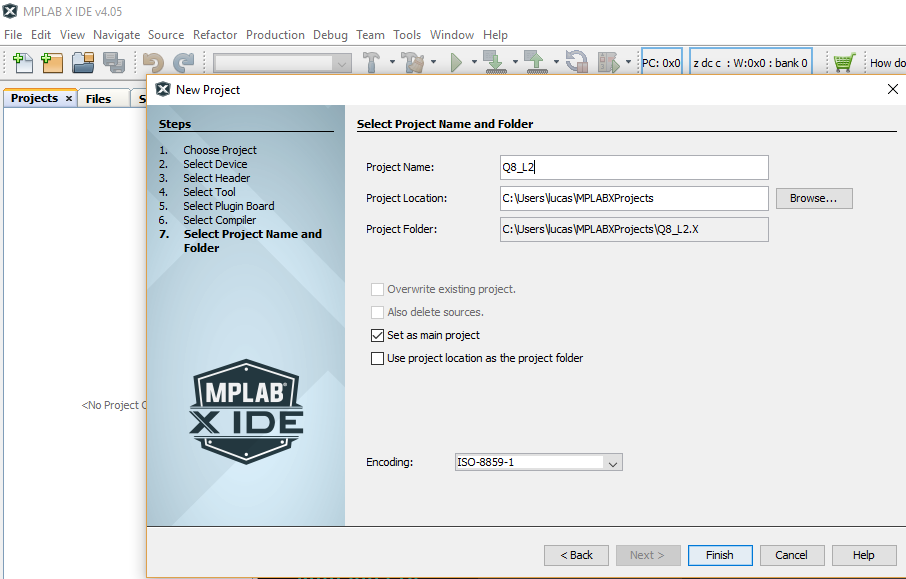 MPLAB X IDE v4.05
File Edit View Navigate Source Refactor Production Debug Team Tools Window Help
PC: 0x0 z dc c : W:0x0 : bank 0 How do
Projects × Files S
New Project
Steps
1. Choose Project
2. Select Device
3. Select Header
4. Select Tool
5. Select Plugin Board
6. Select Compiler
7. Select Project Name and
Folder
MPLAB®
X IDE
Select Project Name and Folder
Project Name: Q8_L2
Project Location: C:\Users\lucas\MPLABXProjects Browse...
Project Folder: C:\Users\lucas\MPLABXProjects\Q8_L2.X
Overwrite existing project.
Also delete sources.
Set as main project
Use project location as the project folder
<No Project
Encoding: ISO-8859-1
< Back Next > Finish Cancel Help